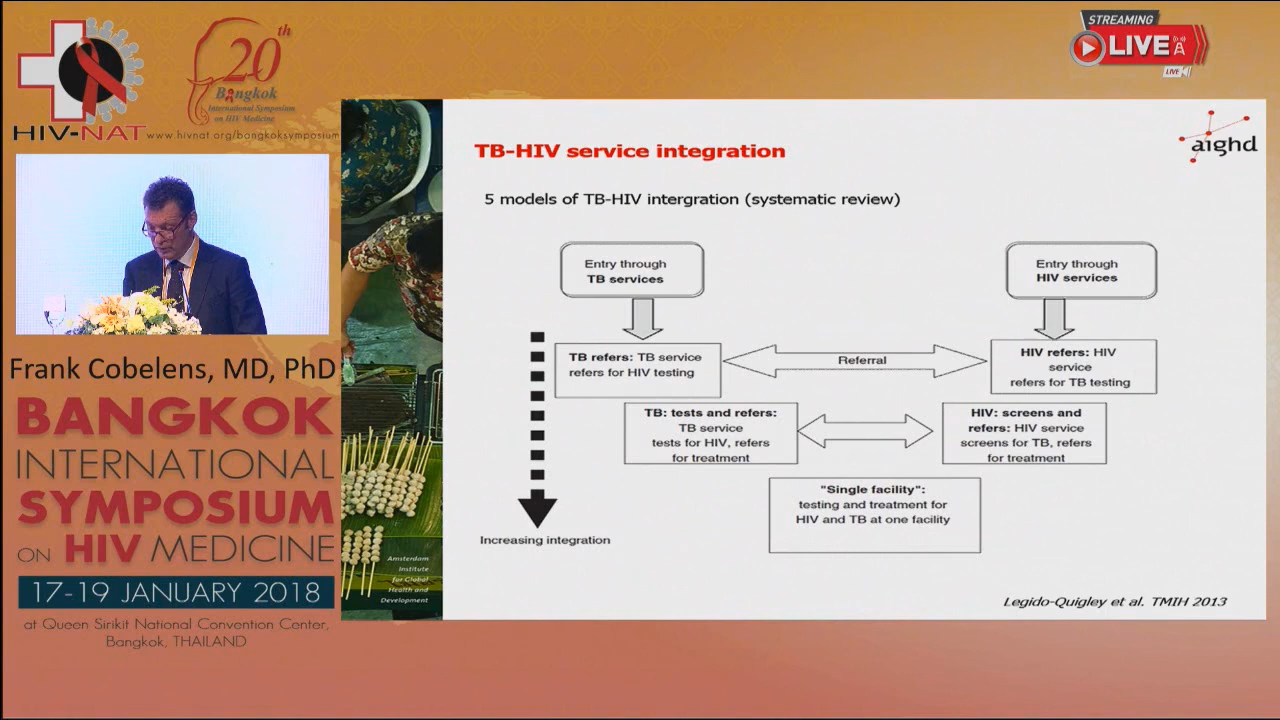 HIV-NAT
20th
Bangkok
International Symposium
on HIV Medicine
www.hivnat.org/bangkoksymposium
STREAMING
LIVE
LIVE
Frank Cobelens, MD, PhD
BANGKOK
INTERNATIONAL
SYMPOSIUM
ON HIV MEDICINE
17-19 JANUARY 2018
at Queen Sirikit National Convention Center,
Bangkok, THAILAND
aighd
TB-HIV service integration
5 models of TB-HIV intergration (systematic review)
Entry through
TB services
Entry through
HIV services
TB refers: TB service
refers for HIV testing
Referral
HIV refers: HIV
service
refers for TB testing
TB: tests and refers:
TB service
tests for HIV, refers
for treatment
HIV: screens and
refers: HIV service
screens for TB, refers
for treatment
"Single facility":
testing and treatment for
HIV and TB at one facility
Increasing integration
Amsterdam
Institute
for Global
Health and
Development
Legido-Quigley et al. TMIH 2013